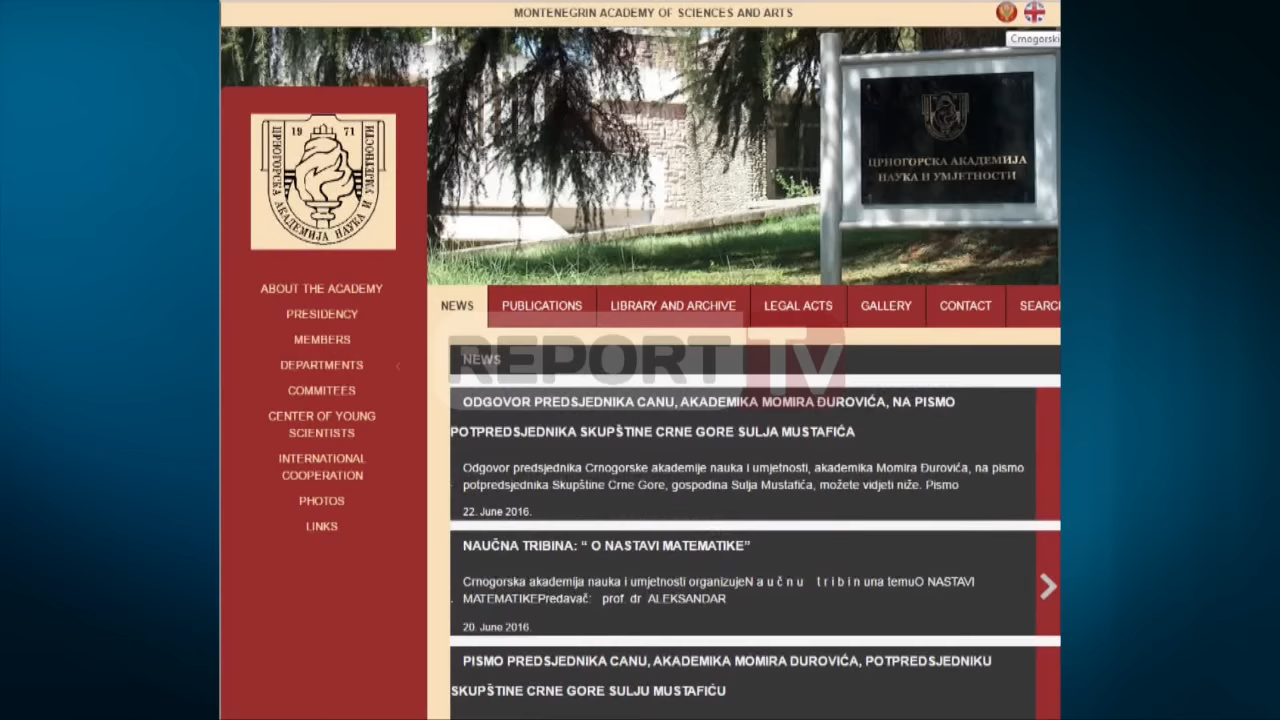 MONTENEGRIN ACADEMY OF SCIENCES AND ARTS
Crnogorski
19 71
ЦРНОГОРСКА АКАДЕМИЈА НАУКА И УМЈЕТНОСТИ
ЦРНОГОРСКА АКАДЕМИЈА
НАУКА И УМЈЕТНОСТИ
ABOUT THE ACADEMY
PRESIDENCY
MEMBERS
DEPARTMENTS
COMMITEES
CENTER OF YOUNG
SCIENTISTS
INTERNATIONAL
COOPERATION
PHOTOS
LINKS
NEWS PUBLICATIONS LIBRARY AND ARCHIVE LEGAL ACTS GALLERY CONTACT SEARC
REPORT TV
NEWS
ODGOVOR PREDSJEDNIKA CANU, AKADEMIKA MOMIRA ĐUROVIĆA, NA PISMO
POTPREDSJEDNIKA SKUPŠTINE CRNE GORE SULJA MUSTAFIĆA
Odgovor predsjednika Crnogorske akademije nauka i umjetnosti, akademika Momira Đurovića, na pismo
potpredsjednika Skupštine Crne Gore, gospodina Sulja Mustafića, možete vidjeti niže. Pismo
22. June 2016.
NAUČNA TRIBINA: “ O NASTAVI MATEMATIKE”
Crnogorska akademija nauka i umjetnosti organizujeN a u č n u t r i b i n una temuO NASTAVI
MATEMATIKEPredavač: prof. dr ALEKSANDAR
20. June 2016.
PISMO PREDSJEDNIKA CANU, AKADEMIKA MOMIRA ĐUROVIĆA, POTPREDSJEDNIKU
SKUPŠTINE CRNE GORE SULJU MUSTAFIĆU